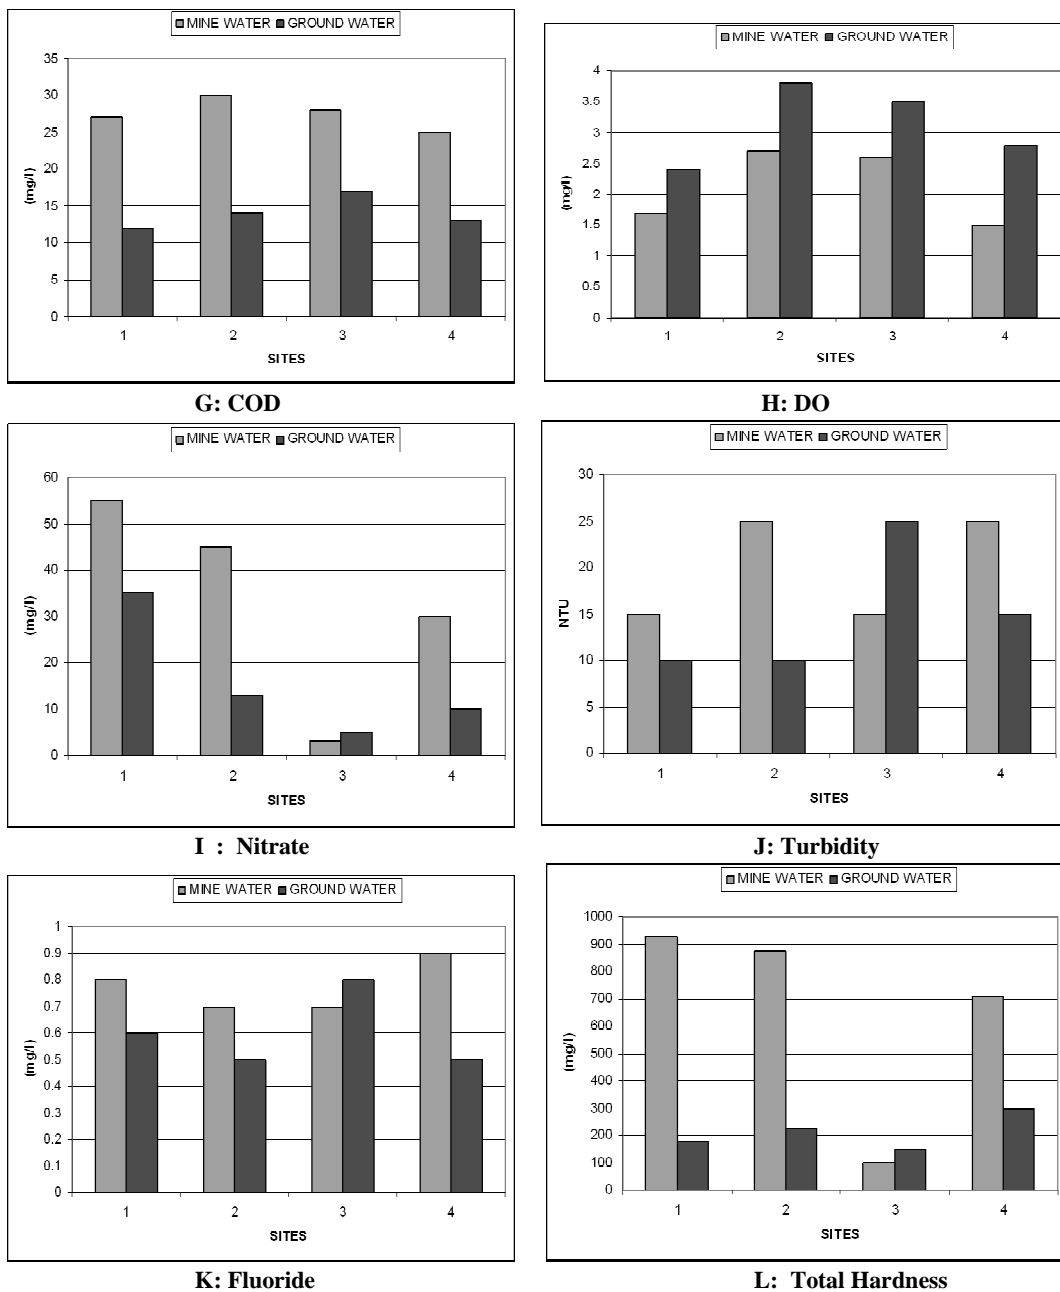 MINE WATER GROUND WATER
35
30
25
20
15
10
5
0
(mg/l)
1 2 3 4
SITES
G: COD
MINE WATER GROUND WATER
4
3.5
3
2.5
2
1.5
1
0.5
0
(mg/l)
1 2 3 4
SITES
H: DO
MINE WATER GROUND WATER
60
50
40
30
20
10
0
(mg/l)
1 2 3 4
SITES
I : Nitrate
MINE WATER GROUND WATER
30
25
20
15
10
5
0
NTU
1 2 3 4
SITES
J: Turbidity
MINE WATER GROUND WATER
1
0.9
0.8
0.7
0.6
0.5
0.4
0.3
0.2
0.1
0
(mg/l)
1 2 3 4
SITES
K: Fluoride
MINE WATER GROUND WATER
1000
900
800
700
600
500
400
300
200
100
0
(mg/l)
1 2 3 4
SITES
L: Total Hardness